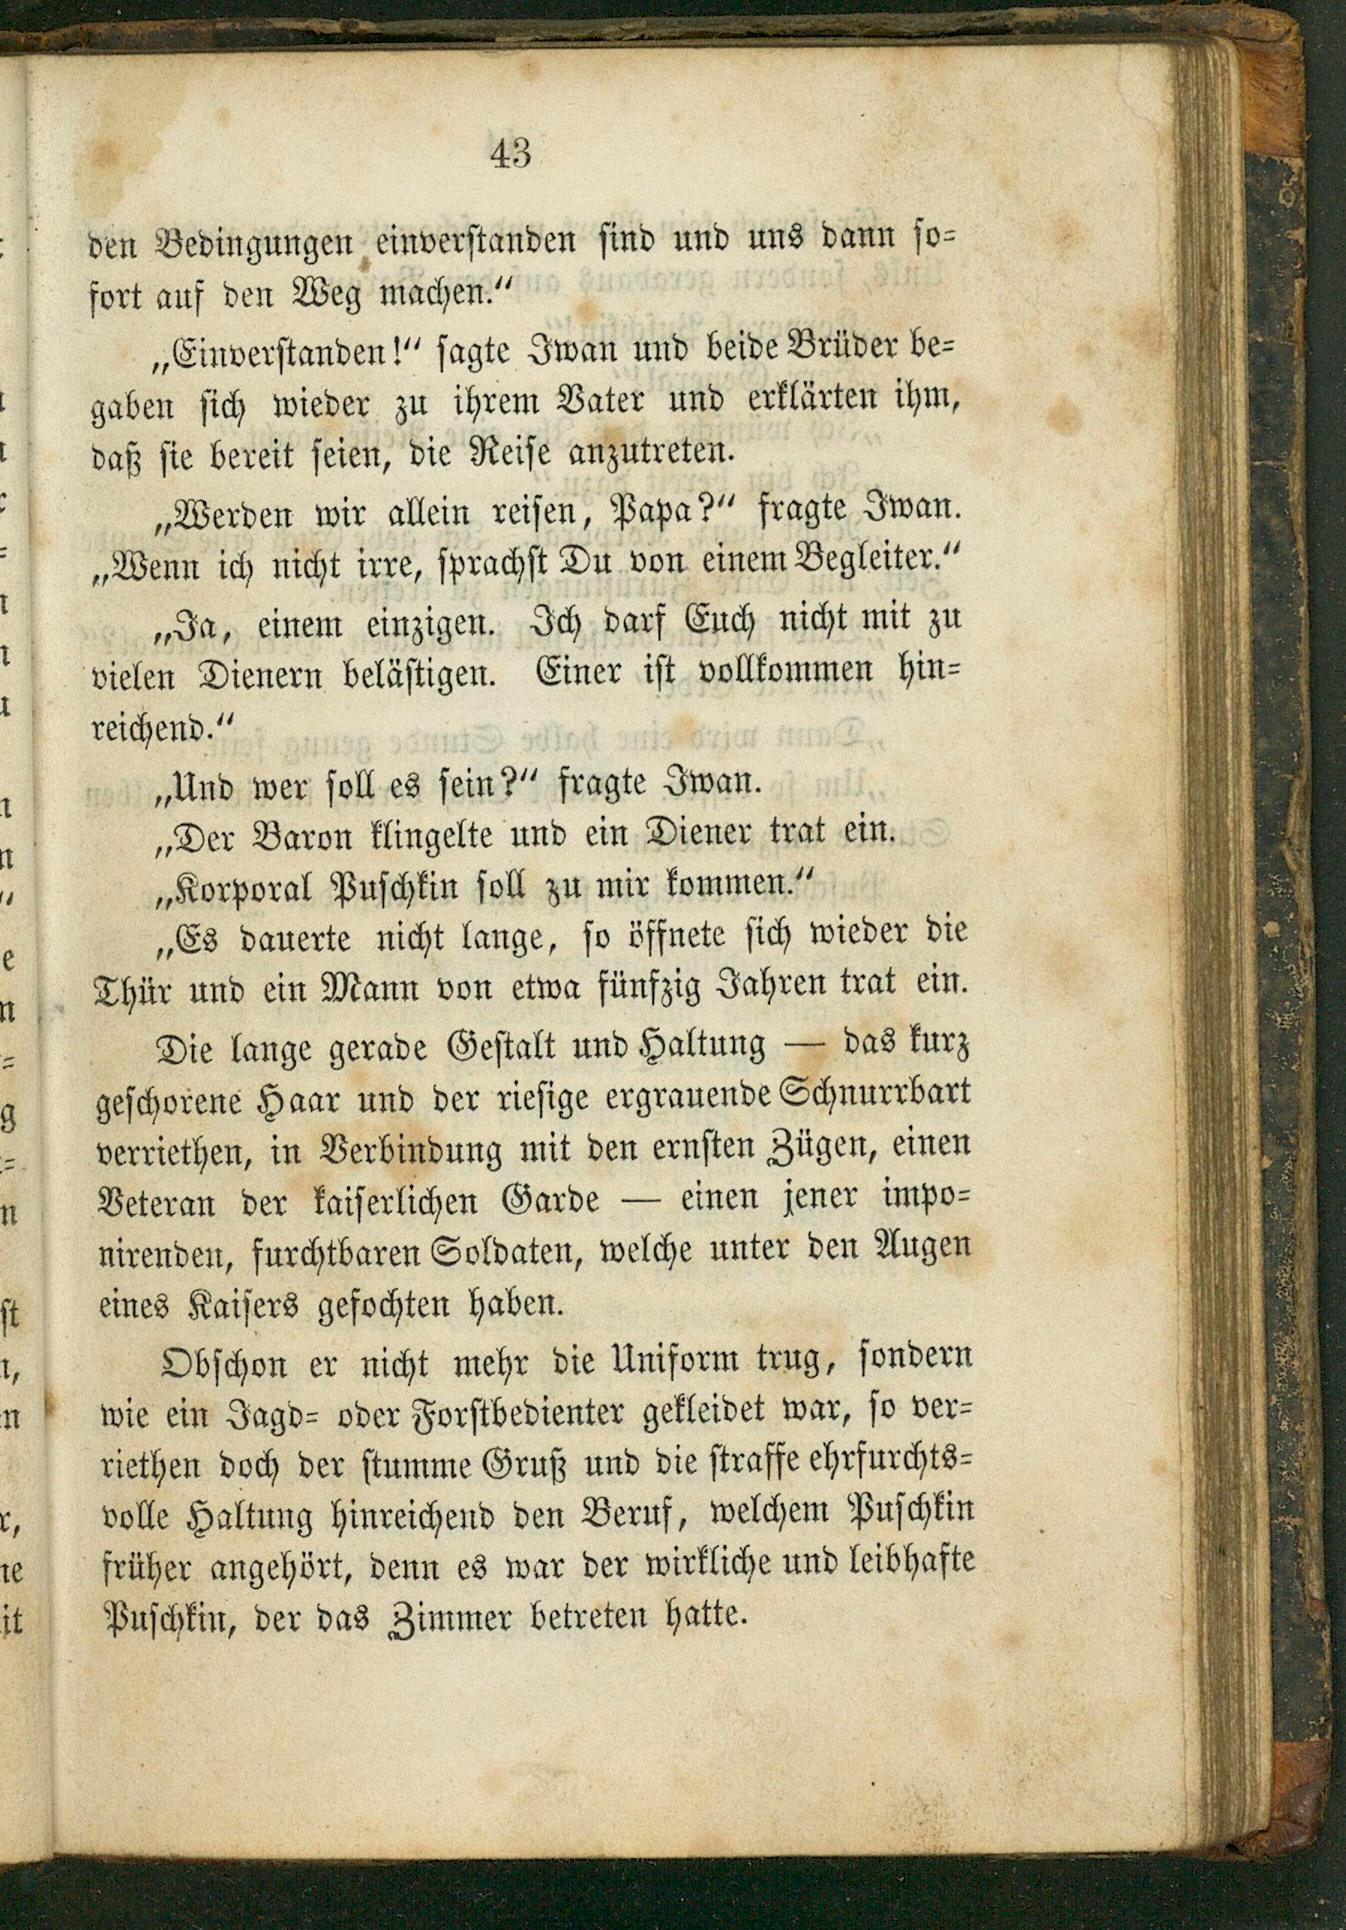 43
den Bedingungen einverstanden sind und uns dann so=
fort auf den Weg machen.“
„Einverstanden!“ sagte Iwan und beide Brüder be=
gaben sich wieder zu ihrem Vater und erklärten ihm,
daß sie bereit seien, die Reise anzutreten.
„Werden wir allein reisen, Papa?“ fragte Iwan.
„Wenn ich nicht irre, sprachst Du von einem Begleiter.“
„Ja, einem einzigen. Ich darf Euch nicht mit zu
vielen Dienern belästigen. Einer ist vollkommen hin=
reichend.“
„Und wer soll es sein?“ fragte Iwan.
„Der Baron klingelte und ein Diener trat ein.
„Korporal Puschkin soll zu mir kommen.“
„Es dauerte nicht lange, so öffnete sich wieder die
Thür und ein Mann von etwa fünfzig Jahren trat ein.
Die lange gerade Gestalt und Haltung — das kurz
geschorene Haar und der riesige ergrauende Schnurrbart
verriethen, in Verbindung mit den ernsten Zügen, einen
Veteran der kaiserlichen Garde — einen jener impo=
nirenden, furchtbaren Soldaten, welche unter den Augen
eines Kaisers gefochten haben.
Obschon er nicht mehr die Uniform trug, sondern
wie ein Jagd= oder Forstbedienter gekleidet war, so ver=
riethen doch der stumme Gruß und die straffe ehrfurchts=
volle Haltung hinreichend den Beruf, welchem Puschkin
früher angehört, denn es war der wirkliche und leibhafte
Puschkin, der das Zimmer betreten hatte.